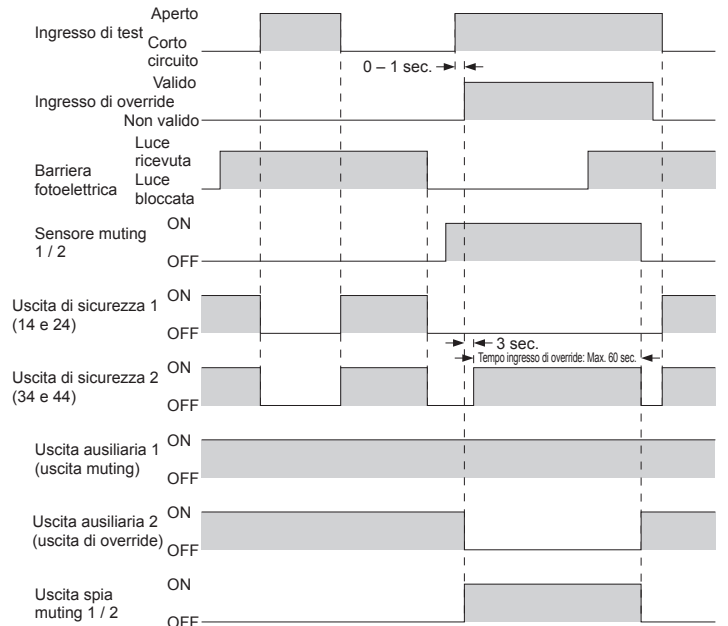 Ingresso di test
Aperto
Corto
circuito
0 – 1 sec.
Ingresso di override
Valido
Non valido
Barriera
fotoelettrica
Luce
ricevuta
Luce
bloccata
Sensore muting
1 / 2
ON
OFF
Uscita di sicurezza 1
(14 e 24)
ON
OFF
3 sec.
Tempo ingresso di override: Max. 60 sec.
Uscita di sicurezza 2
(34 e 44)
ON
OFF
Uscita ausiliaria 1
(uscita muting)
ON
OFF
Uscita ausiliaria 2
(uscita di override)
ON
OFF
Uscita spia
muting 1 / 2
ON
OFF